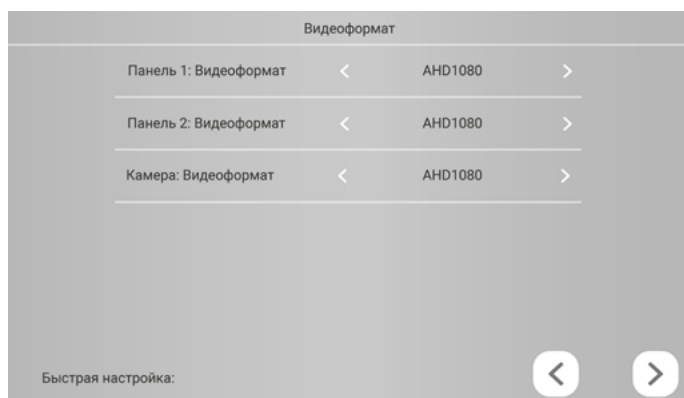 Видеоформат
Панель 1: Видеоформат < AHD1080 >
Панель 2: Видеоформат < AHD1080 >
Камера: Видеоформат < AHD1080 >
Быстрая настройка: < >